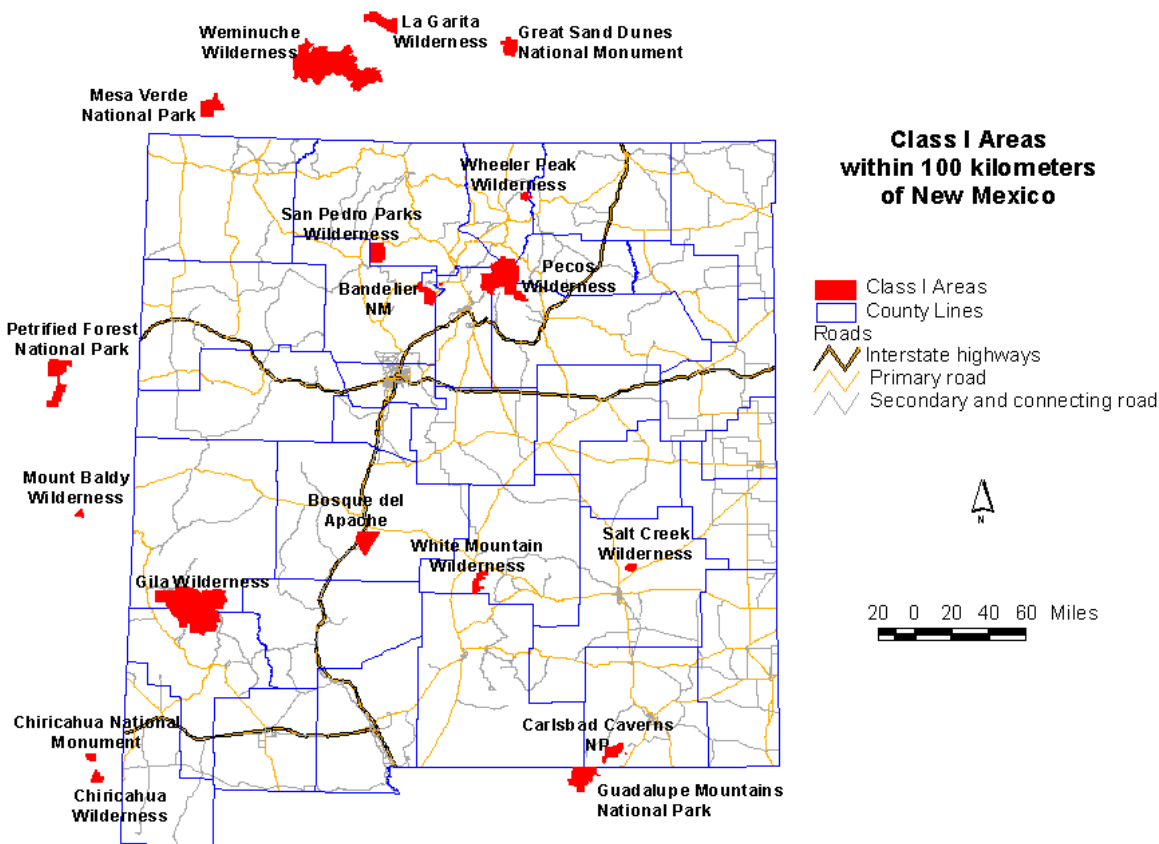 La Garita
Wilderness
Weminuche
Wilderness
Great Sand Dunes
National Monument
Mesa Verde
National Park
Class I Areas
within 100 kilometers
of New Mexico
Wheeler Peak
Wilderness
San Pedro Parks
Wilderness
Pecos
Wilderness
Bandelier
NM
Class I Areas
County Lines
Roads
Interstate highways
Primary road
Secondary and connecting road
Petrified Forest
National Park
Mount Baldy
Wilderness
Bosque del
Apache
White Mountain
Wilderness
Salt Creek
Wilderness
N
Gila Wilderness
20 0 20 40 60 Miles
Chiricahua National
Monument
Chiricahua
Wilderness
Carlsbad Caverns
NP
Guadalupe Mountains
National Park